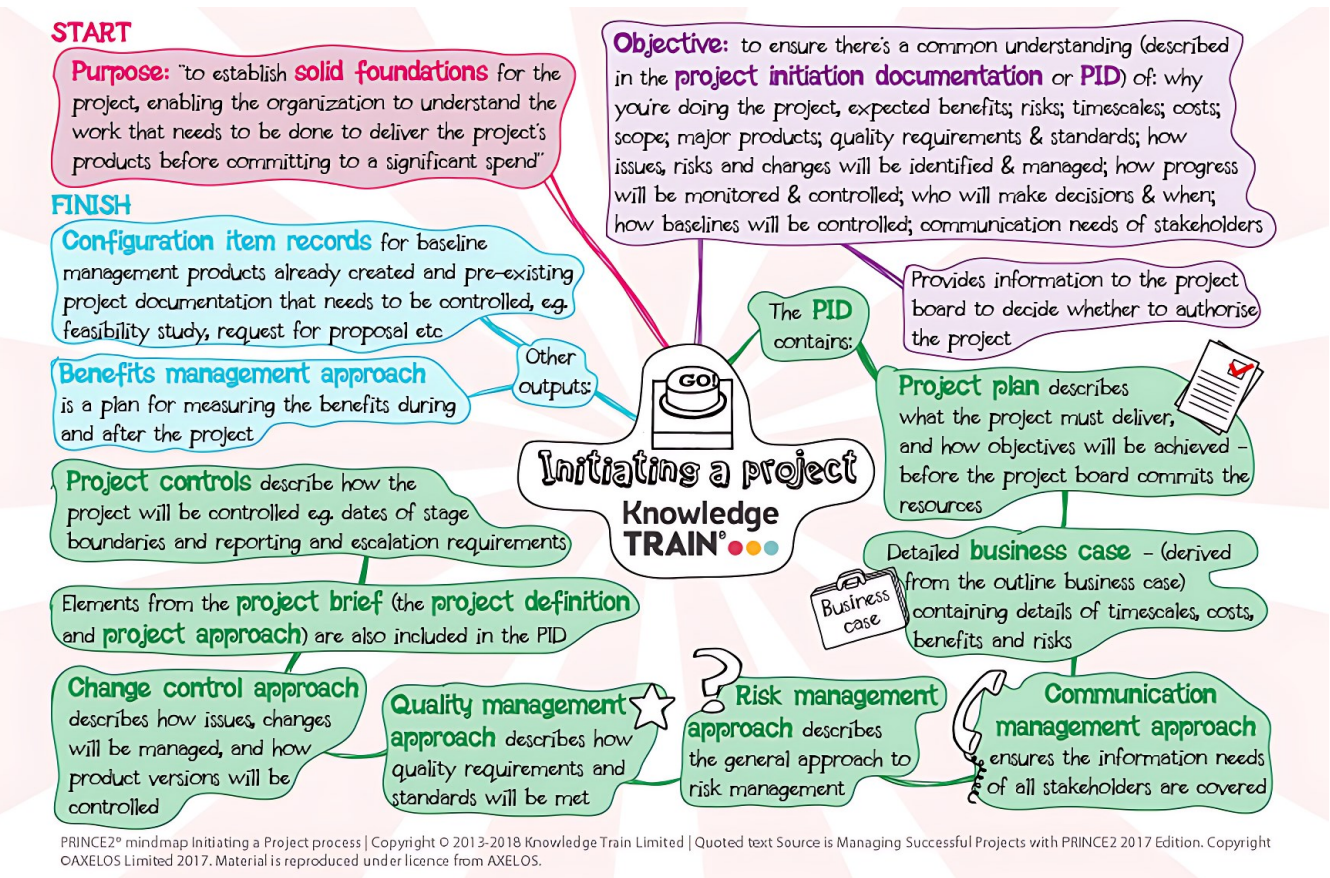 START
Purpose: "to establish solid foundations for the
project, enabling the organization to understand the
work that needs to be done to deliver the project's
products before committing to a significant spend"
Objective: to ensure there's a common understanding (described
in the project initiation documentation or PID) of: why
you're doing the project, expected benefits; risks; timescales; costs;
scope; major products; quality requirements & standards; how
issues, risks and changes will be identified & managed; how progress
will be monitored & controlled; who will make decisions & when;
how baselines will be controlled; communication needs of stakeholders
Provides information to the project
board to decide whether to authorise
the project
The PID
contains:
Project plan describes
what the project must deliver,
and how objectives will be achieved –
before the project board commits the
resources
Detailed business case – (derived
from the outline business case)
containing details of timescales, costs,
benefits and risks
Business
case
Communication
management approach
ensures the information needs
of all stakeholders are covered
Risk management
approach describes
the general approach to
risk management
Quality management
approach describes how
quality requirements and
standards will be met
Change control approach
describes how issues, changes
will be managed, and how
product versions will be
controlled
Elements from the project brief (the project definition
and project approach) are also included in the PID
Project controls describe how the
project will be controlled e.g. dates of stage
boundaries and reporting and escalation requirements
Other
outputs:
Benefits management approach
is a plan for measuring the benefits during
and after the project
Configuration item records for baseline
management products already created and pre-existing
project documentation that needs to be controlled, e.g.
feasibility study, request for proposal etc
FINISH
GO!
Initiating a project
Knowledge
TRAIN®
PRINCE2® mindmap Initiating a Project process | Copyright © 2013-2018 Knowledge Train Limited | Quoted text Source is Managing Successful Projects with PRINCE2 2017 Edition. Copyright
©AXELOS Limited 2017. Material is reproduced under licence from AXELOS.